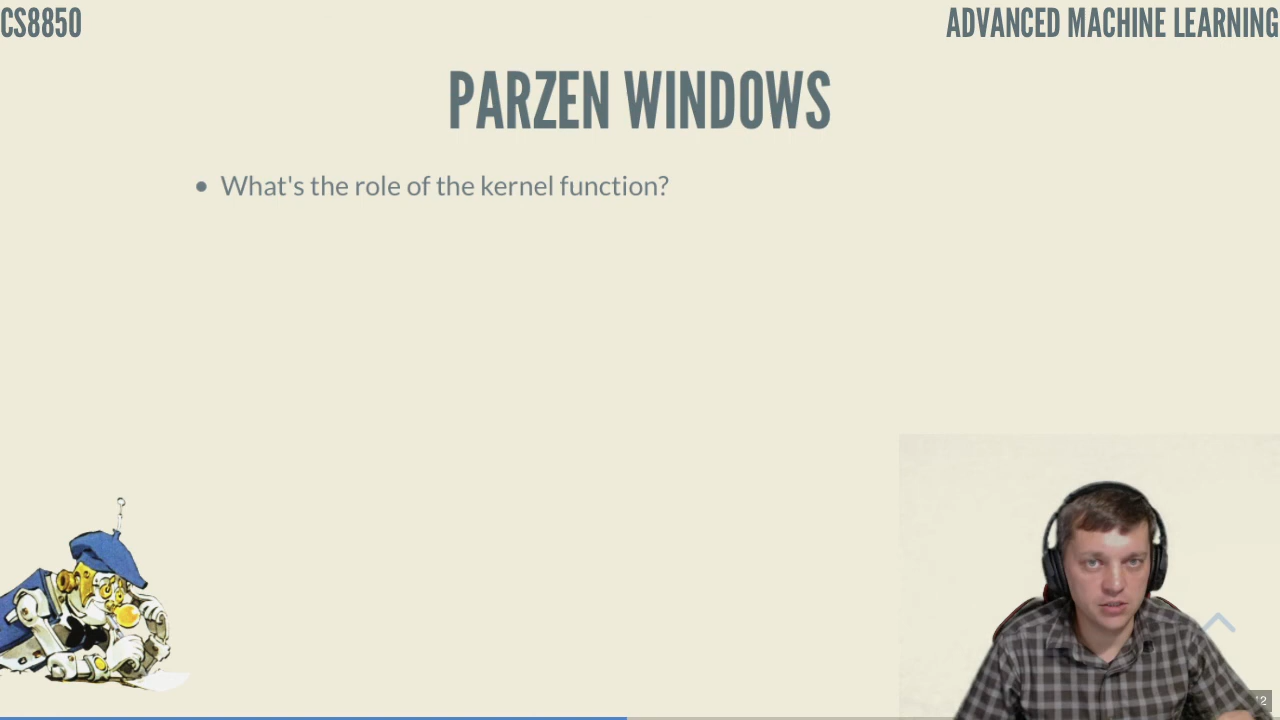 CS8850
ADVANCED MACHINE LEARNING
PARZEN WINDOWS
• What's the role of the kernel function?